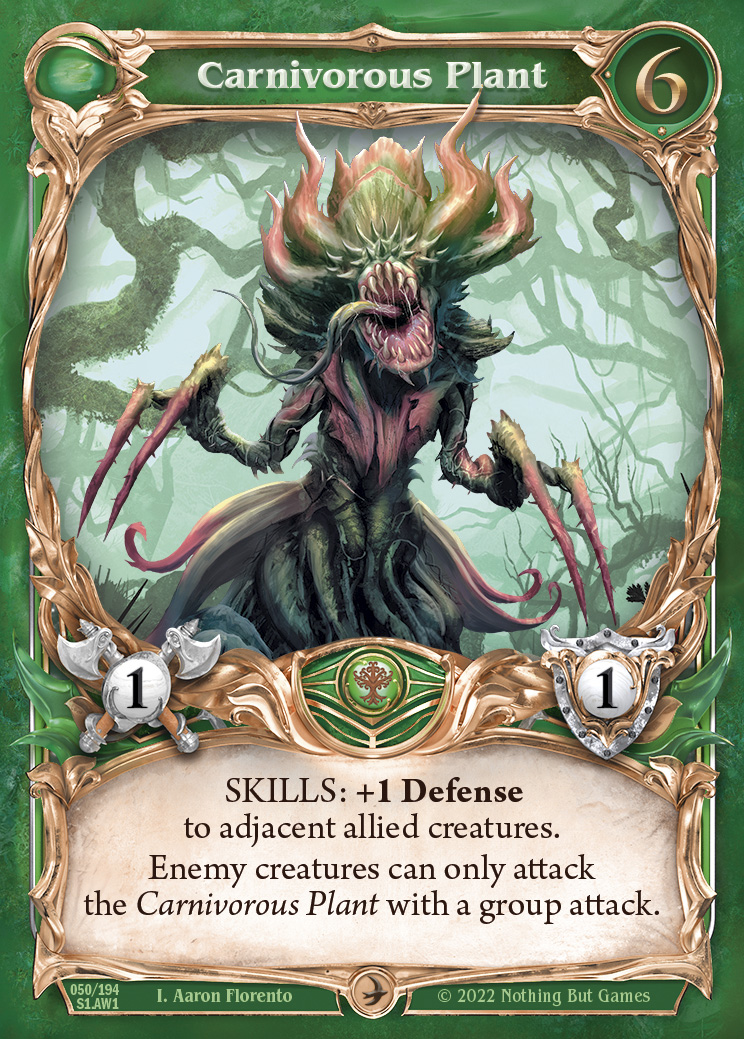 Carnivorous Plant
6
1
1
SKILLS: +1 Defense
to adjacent allied creatures.
Enemy creatures can only attack
the Carnivorous Plant with a group attack.
050/194
S1.AW1
I. Aaron Florento
© 2022 Nothing But Games